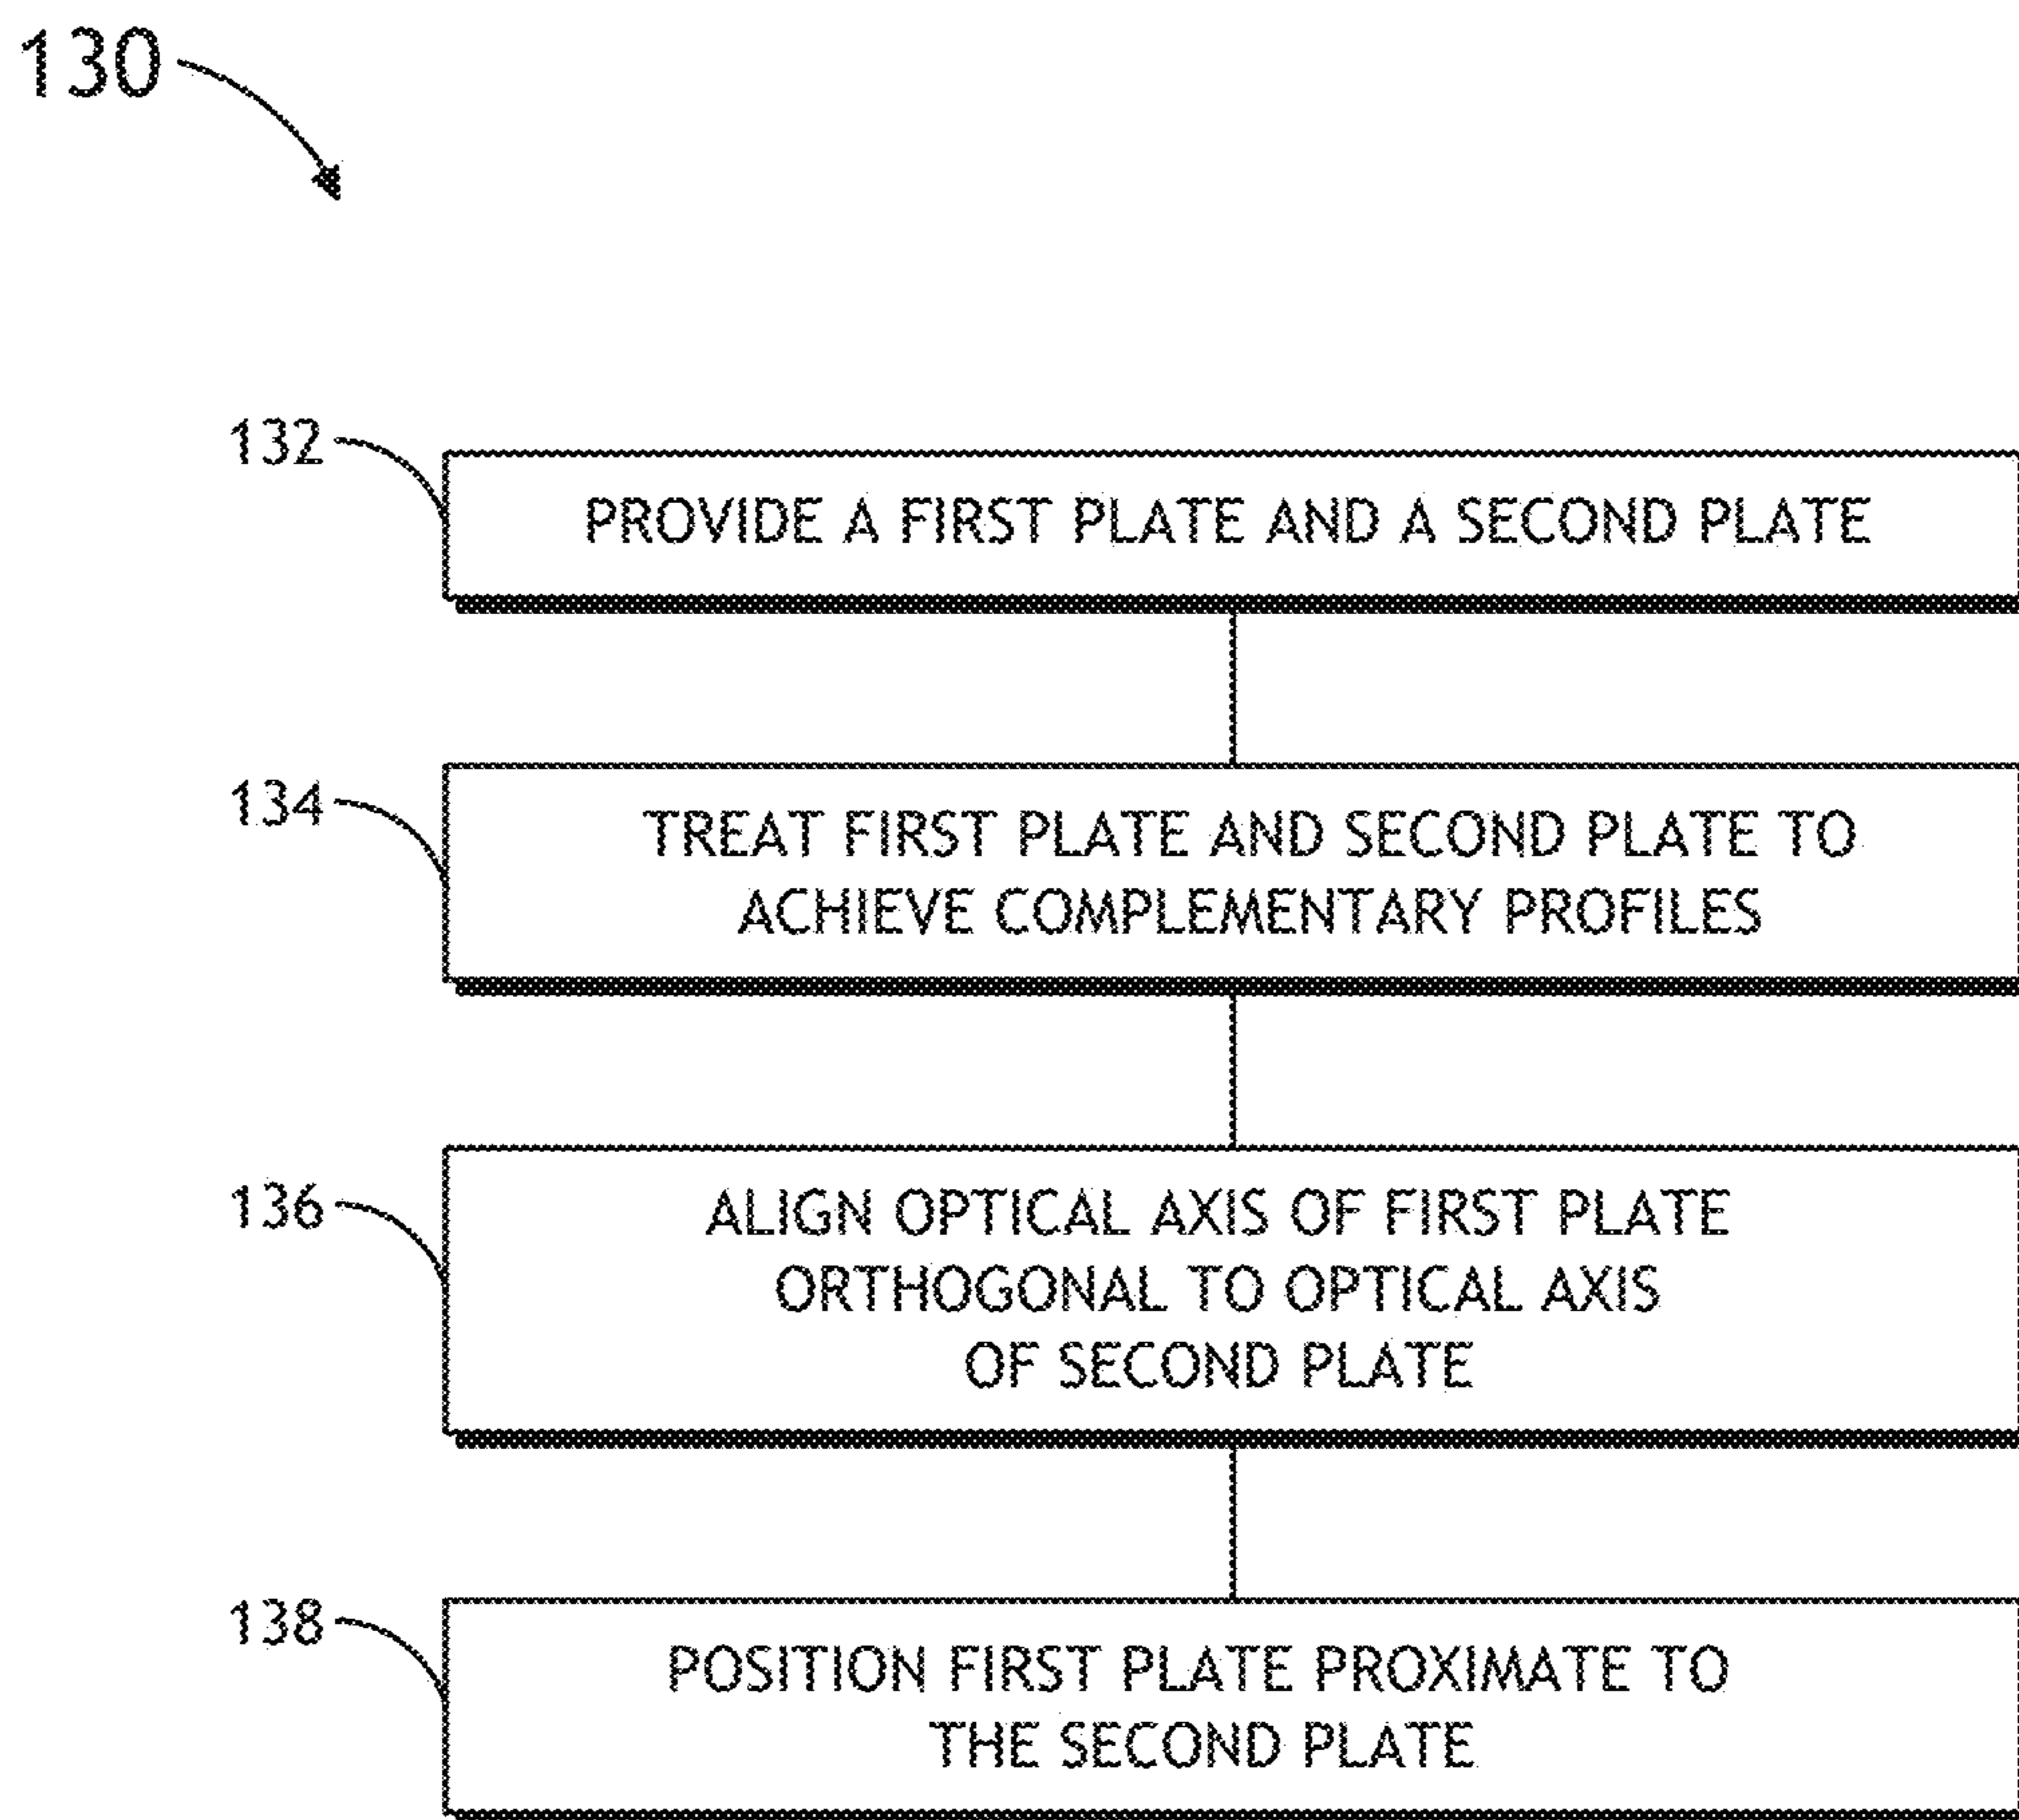 130
132
PROVIDE A FIRST PLATE AND A SECOND PLATE
134
TREAT FIRST PLATE AND SECOND PLATE TO
ACHIEVE COMPLEMENTARY PROFILES
136
ALIGN OPTICAL AXIS OF FIRST PLATE
ORTHOGONAL TO OPTICAL AXIS
OF SECOND PLATE
138
POSITION FIRST PLATE PROXIMATE TO
THE SECOND PLATE